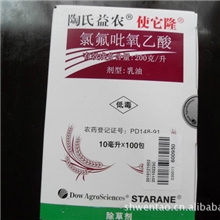 陶氏益农 使它隆
氯氟吡氧乙酸
200克/升
剂型:乳油
低毒
农药登记证号:PD148-91
10毫升×100包
Dow AgroSciences STARANE
除草剂